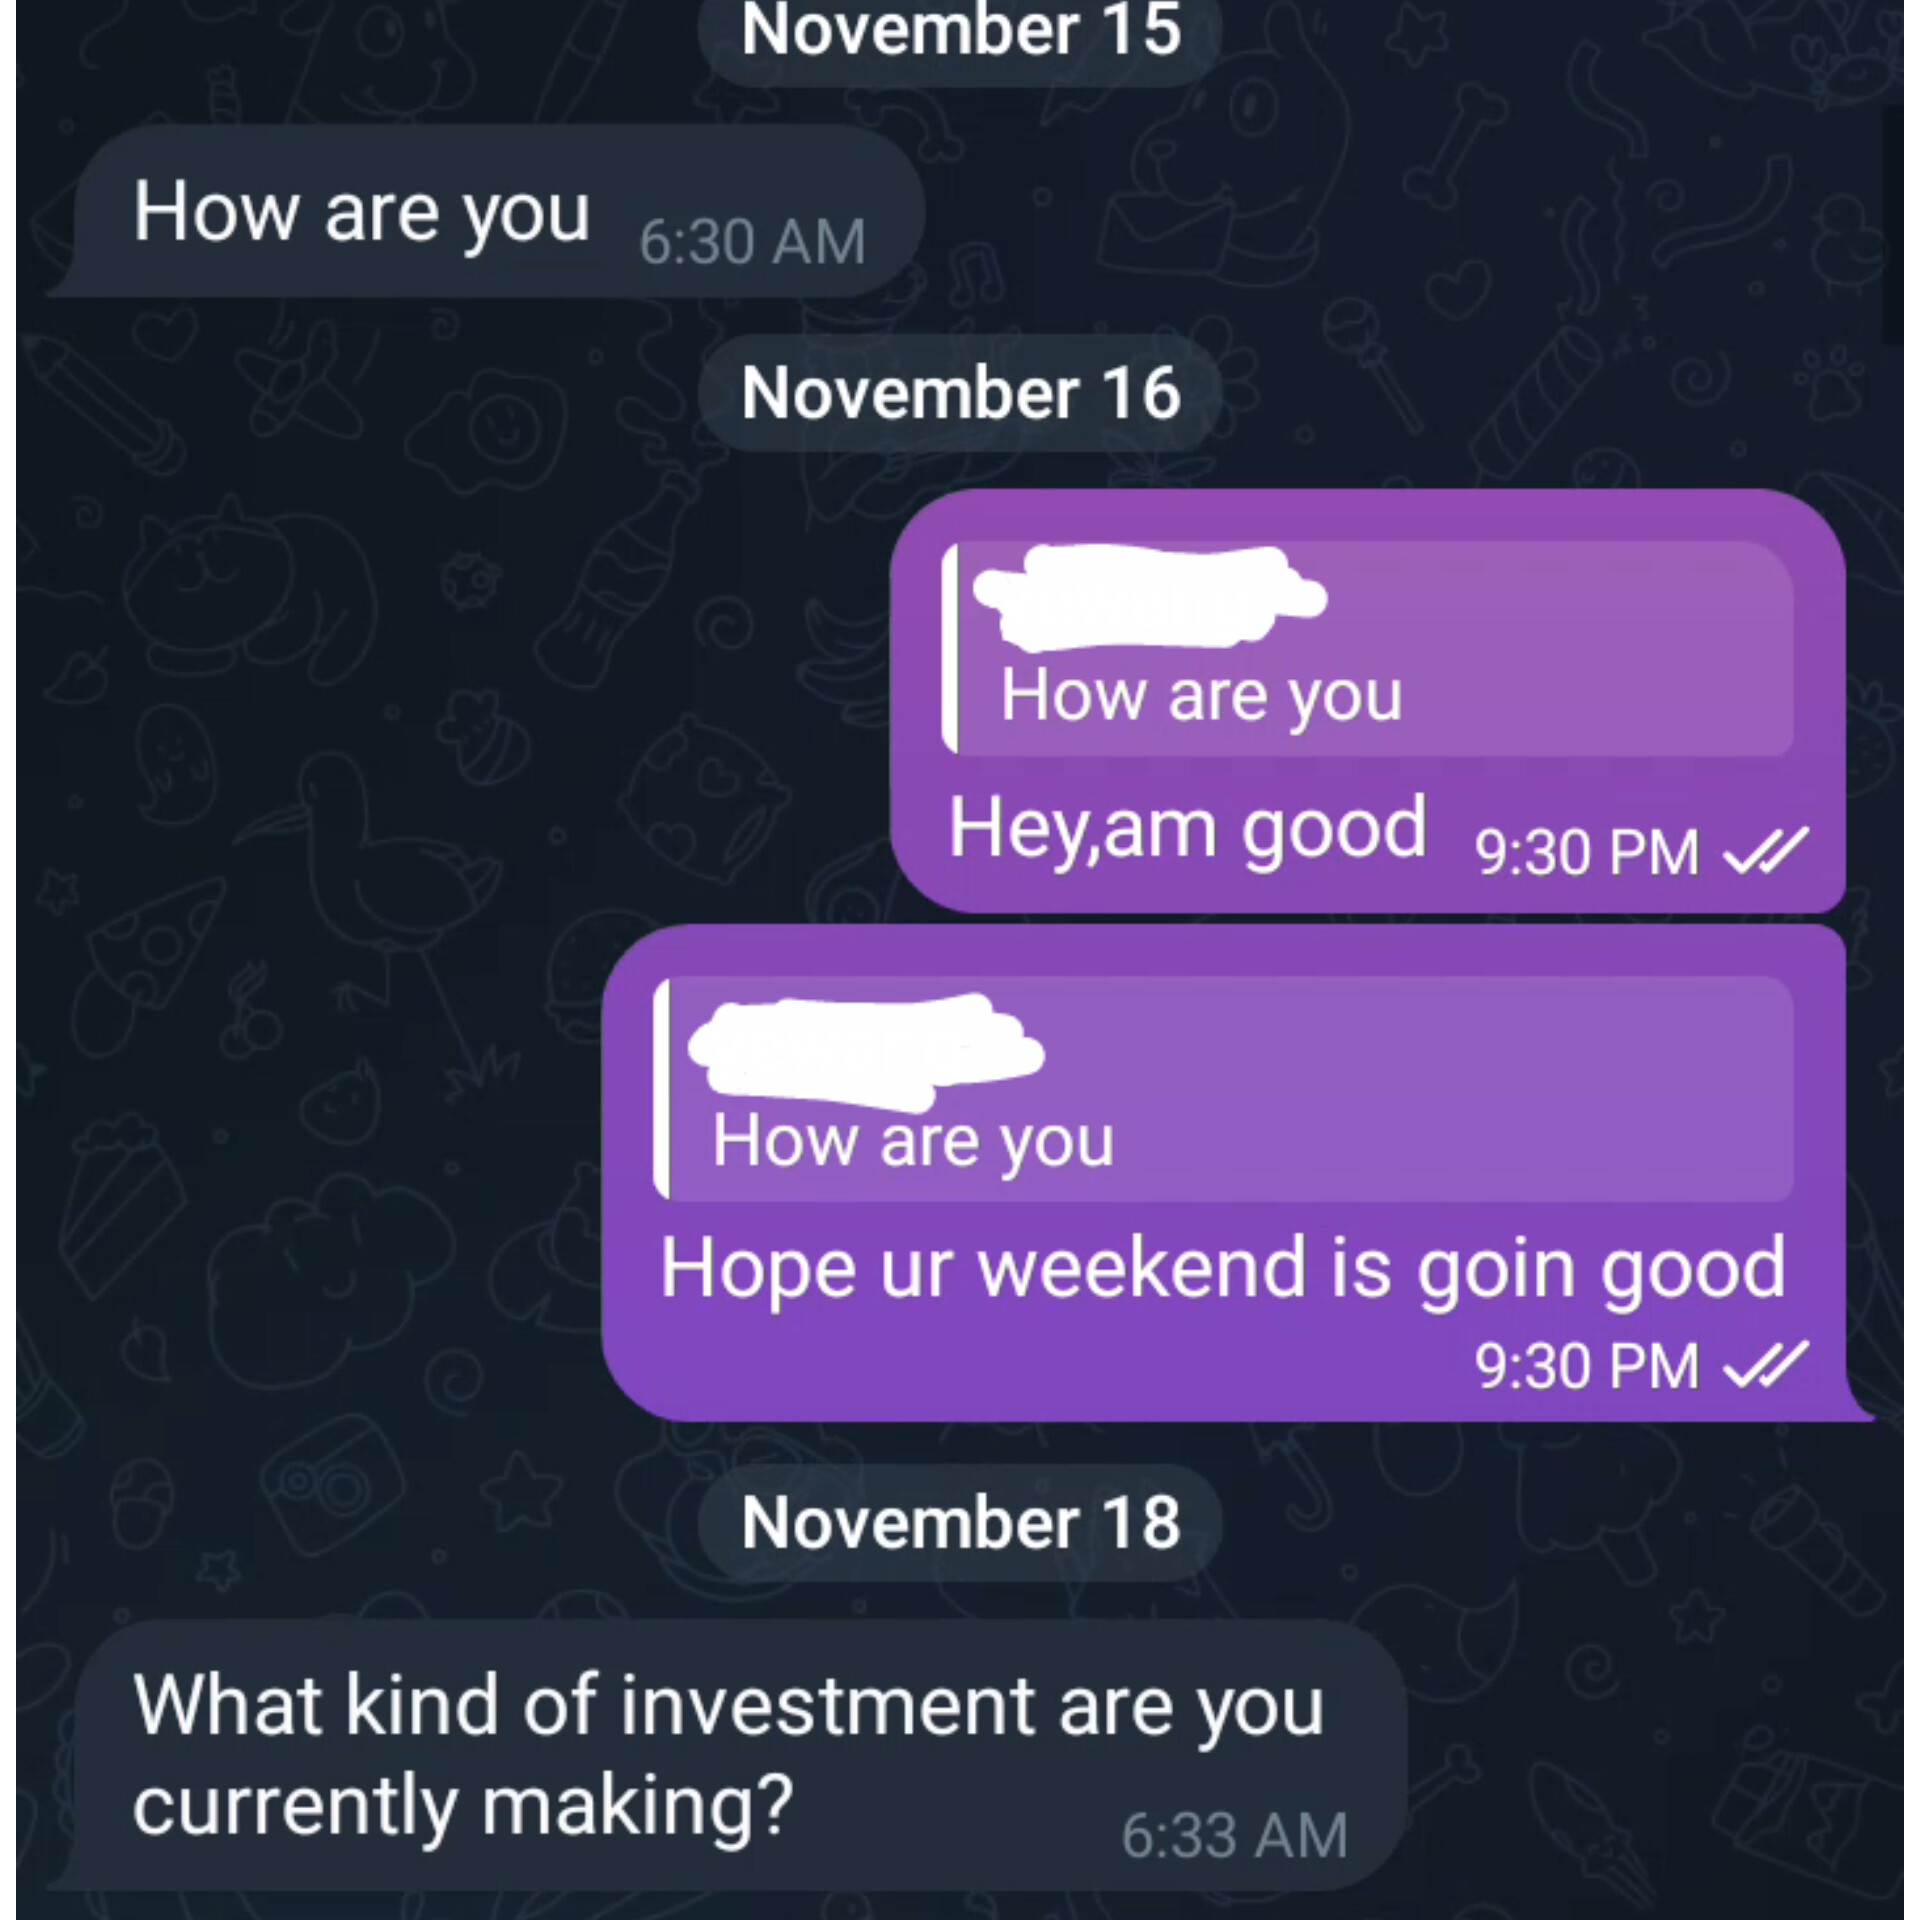 November 15
How are you 6:30 AM
November 16
How are you
Hey,am good 9:30 PM
How are you
Hope ur weekend is goin good
9:30 PM
November 18
What kind of investment are you
currently making? 6:33 AM